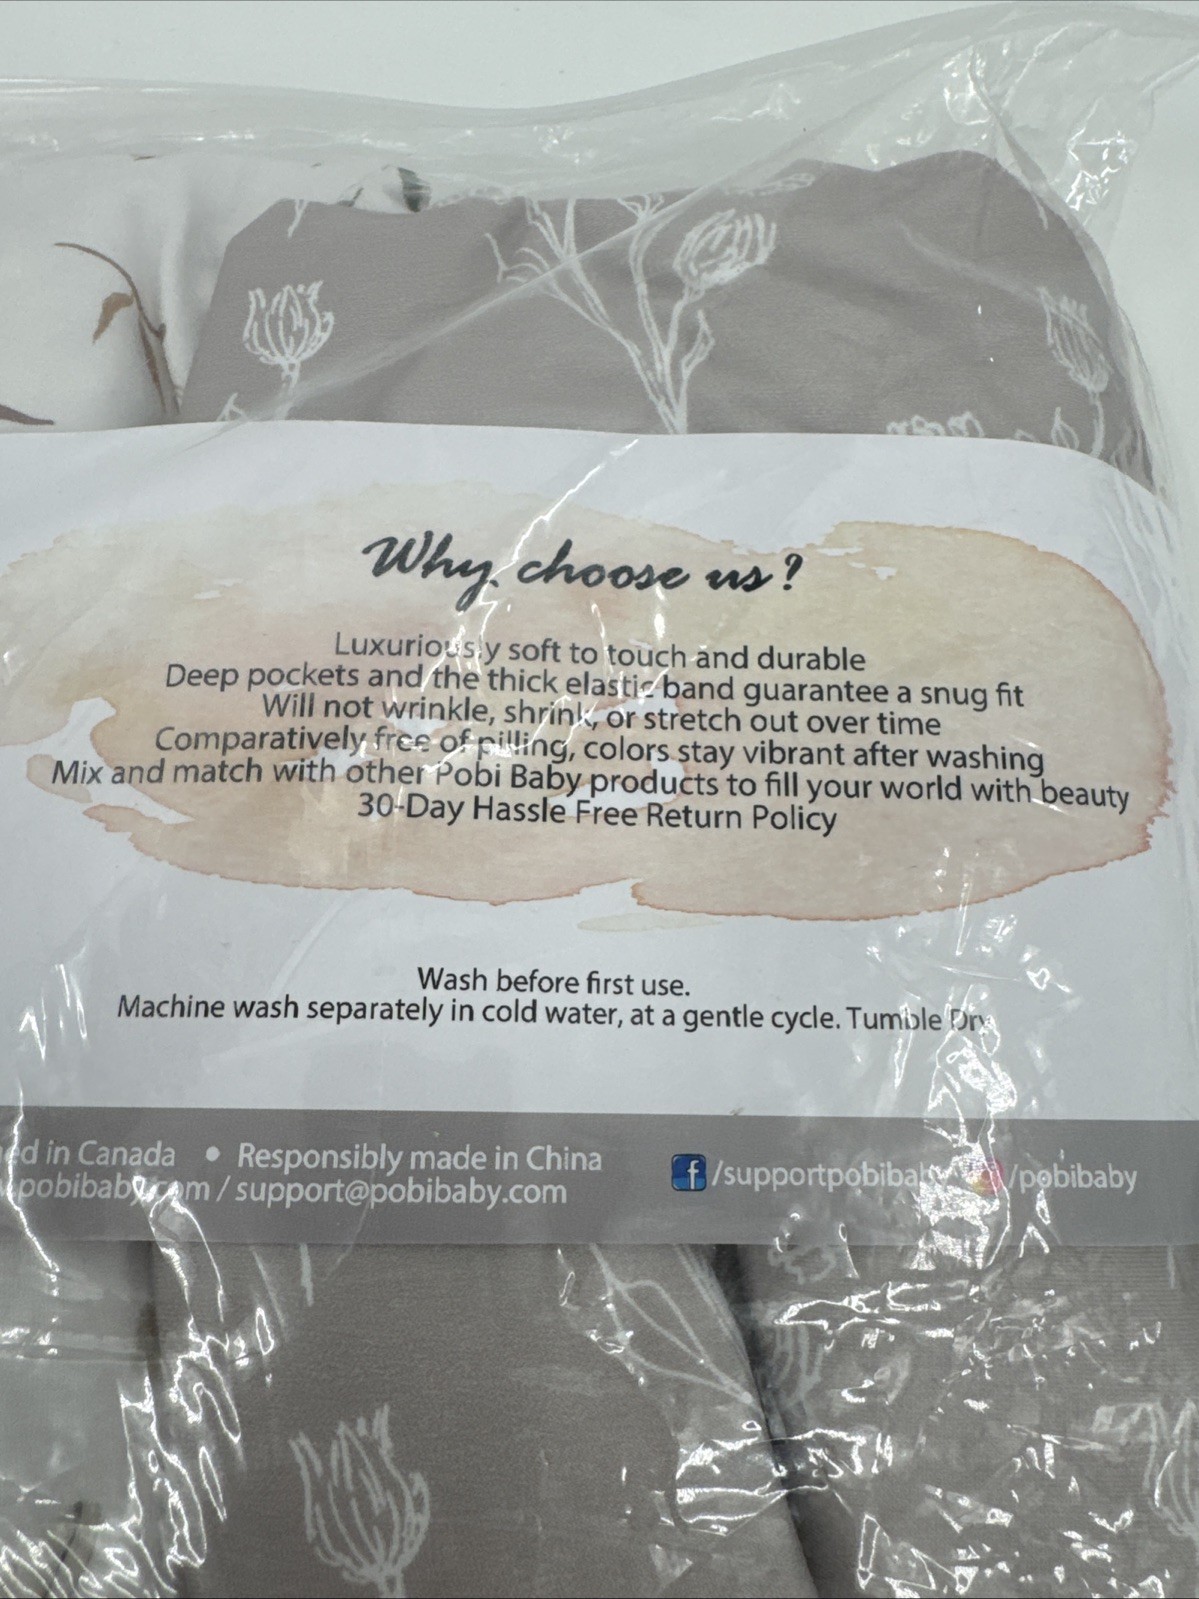 Why choose us?
Luxuriously soft to touch and durable
Deep pockets and the thick elastic band guarantee a snug fit
Will not wrinkle, shrink, or stretch out over time
Comparatively free of pilling, colors stay vibrant after washing
Mix and match with other Pobi Baby products to fill your world with beauty
30-Day Hassle Free Return Policy
Wash before first use.
Machine wash separately in cold water, at a gentle cycle. Tumble Dry
in Canada • Responsibly made in China
pobibaby.com / support@pobibaby.com
/supportpobibaby /pobibaby